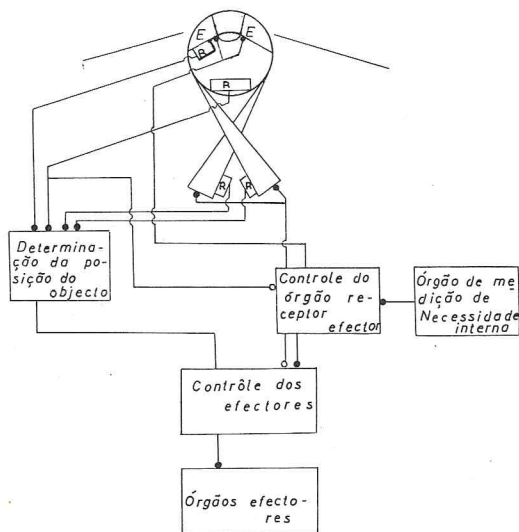 E
E
R
R
R
R
Determina-
ção da po-
sição do
objecto
Controle do
órgão re-
ceptor
efector
Órgão de me
dição de
Necessidade
interna
Contrôle dos
efectores
Órgãos efecto-
res